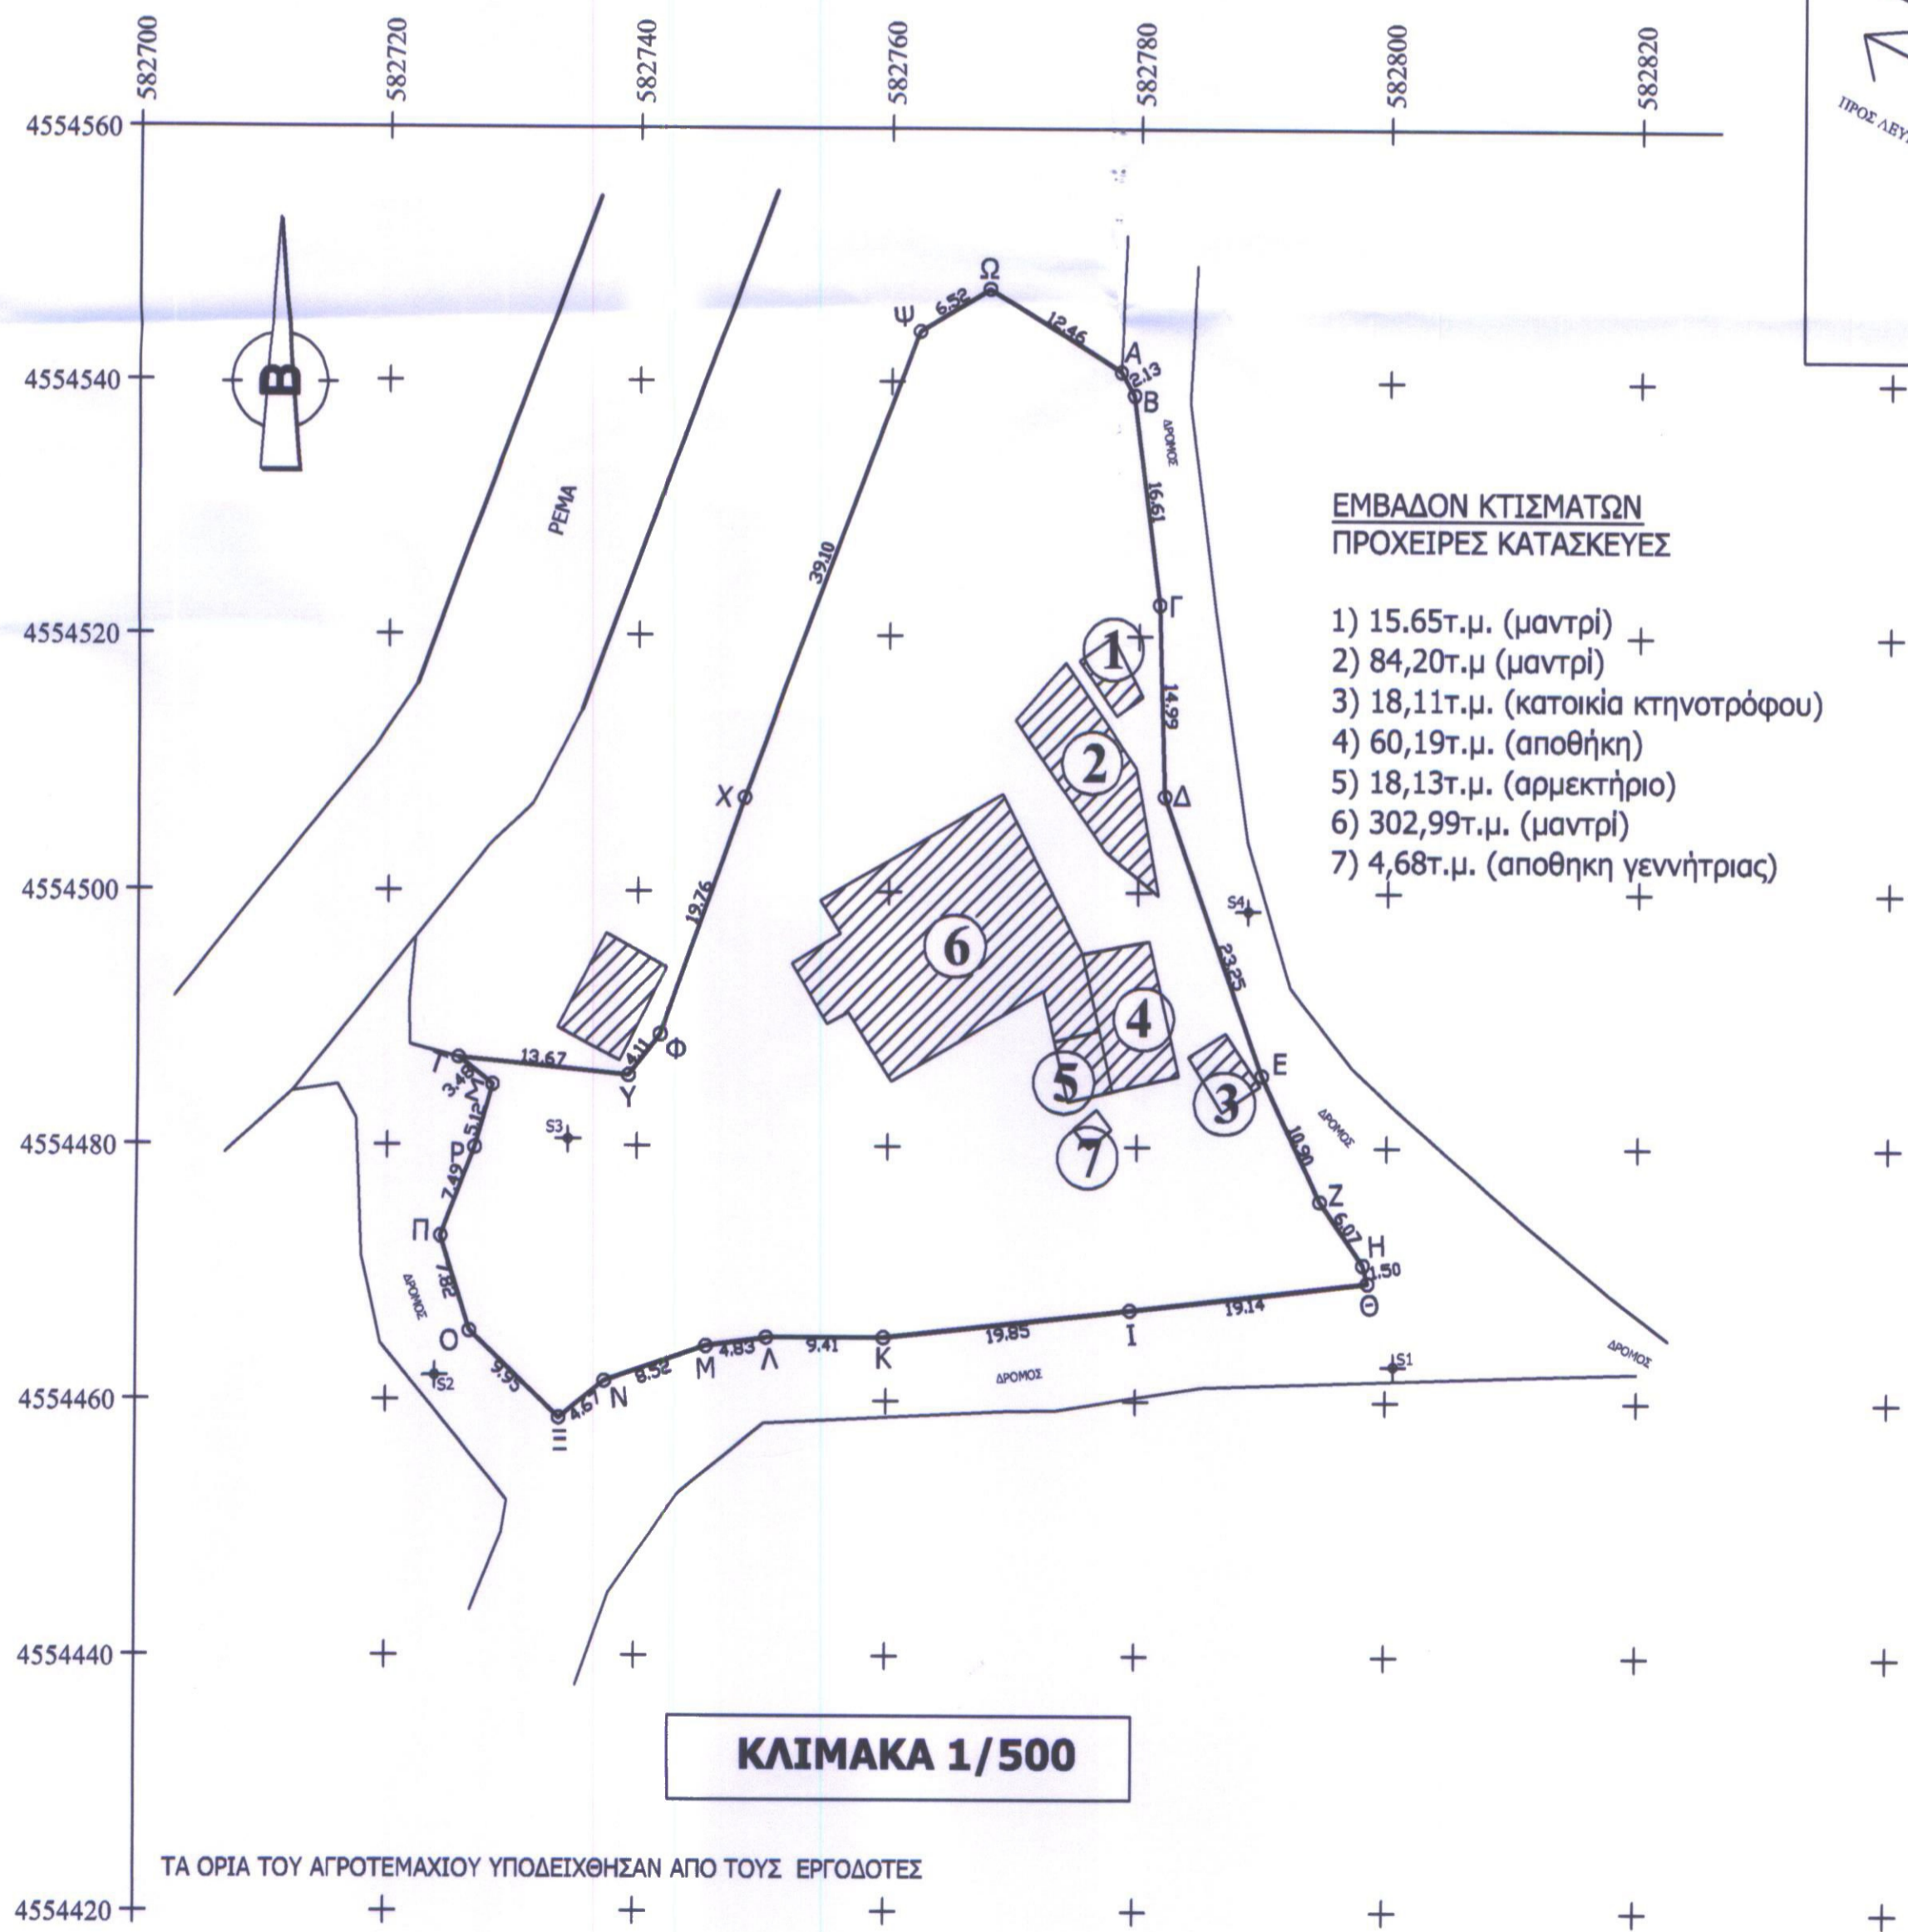 582700
582720
582740
582760
582780
582800
582820
4554560
4554540
4554520
4554500
4554480
4554460
4554440
4554420
ΠΡΟΣ
Β
ΡΕΜΑ
Ω
6.52
Ψ
12.46
Α
2.13
Β
ΔΡΟΜΟΣ
16.61
39.10
Γ
14.99
Χ
Δ
19.76
S4
23.25
Φ
4.11
13.67
Υ
Τ
3.48
Σ
5.12
Ρ
7.49
S3
Π
7.82
ΔΡΟΜΟΣ
Ο
S2
9.95
Ξ
4.67
Ν
8.52
Μ
4.83
Λ
9.41
Κ
19.85
Ι
19.14
Θ
1.50
Η
6.07
Ζ
10.90
Ε
ΔΡΟΜΟΣ
ΔΡΟΜΟΣ
ΔΡΟΜΟΣ
S1
1
2
6
4
5
3
7
ΕΜΒΑΔΟΝ ΚΤΙΣΜΑΤΩΝ
ΠΡΟΧΕΙΡΕΣ ΚΑΤΑΣΚΕΥΕΣ
1) 15.65τ.μ. (μαντρί)
2) 84,20τ.μ (μαντρί)
3) 18,11τ.μ. (κατοικία κτηνοτρόφου)
4) 60,19τ.μ. (αποθήκη)
5) 18,13τ.μ. (αρμεκτήριο)
6) 302,99τ.μ. (μαντρί)
7) 4,68τ.μ. (αποθηκη γεννήτριας)
ΚΛΙΜΑΚΑ 1/500
ΤΑ ΟΡΙΑ ΤΟΥ ΑΓΡΟΤΕΜΑΧΙΟΥ ΥΠΟΔΕΙΧΘΗΣΑΝ ΑΠΟ ΤΟΥΣ ΕΡΓΟΔΟΤΕΣ